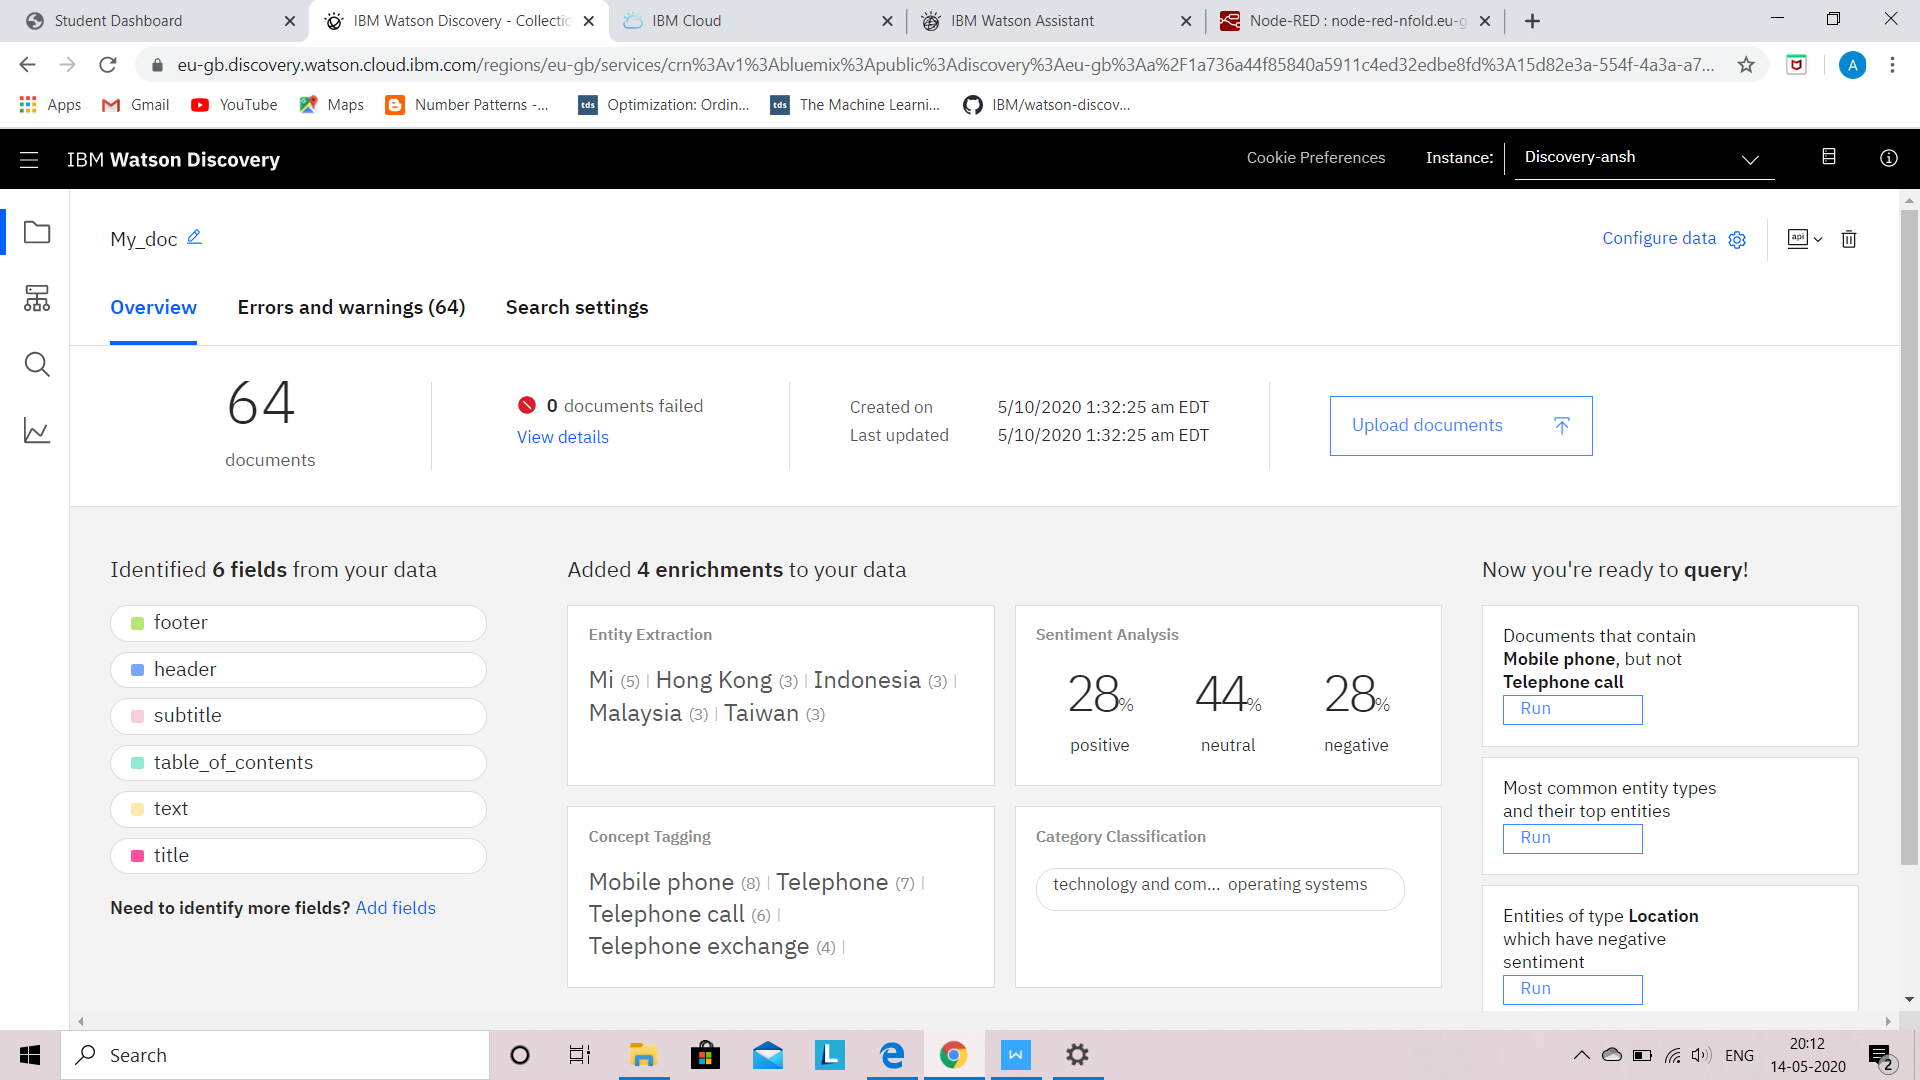 Student Dashboard
IBM Watson Discovery - Collectio
IBM Cloud
IBM Watson Assistant
Node-RED : node-red-nfold.eu-g
eu-gb.discovery.watson.cloud.ibm.com/regions/eu-gb/services/crn%3Av1%3Abluemix%3Apublic%3Adiscovery%3Aeu-gb%3Aa%2F1a736a44f85840a5911c4ed32edbe8fd%3A15d82e3a-554f-4a3a-a7...
A
Apps
Gmail
YouTube
Maps
Number Patterns -...
tds
Optimization: Ordin...
tds
The Machine Learni...
IBM/watson-discov...
IBM Watson Discovery
Cookie Preferences
Instance:
Discovery-ansh
My_doc
Configure data
api
Overview
Errors and warnings (64)
Search settings
64
documents
0 documents failed
View details
Created on 5/10/2020 1:32:25 am EDT
Last updated 5/10/2020 1:32:25 am EDT
Upload documents
Identified 6 fields from your data
footer
header
subtitle
table_of_contents
text
title
Need to identify more fields? Add fields
Added 4 enrichments to your data
Entity Extraction
Mi (5) | Hong Kong (3) | Indonesia (3) |
Malaysia (3) | Taiwan (3)
Sentiment Analysis
28% 44% 28%
positive neutral negative
Concept Tagging
Mobile phone (8) | Telephone (7) |
Telephone call (6) |
Telephone exchange (4) |
Category Classification
technology and com... operating systems
Now you're ready to query!
Documents that contain
Mobile phone, but not
Telephone call
Run
Most common entity types
and their top entities
Run
Entities of type Location
which have negative
sentiment
Run
Search
L
W
ENG
20:12
14-05-2020
2